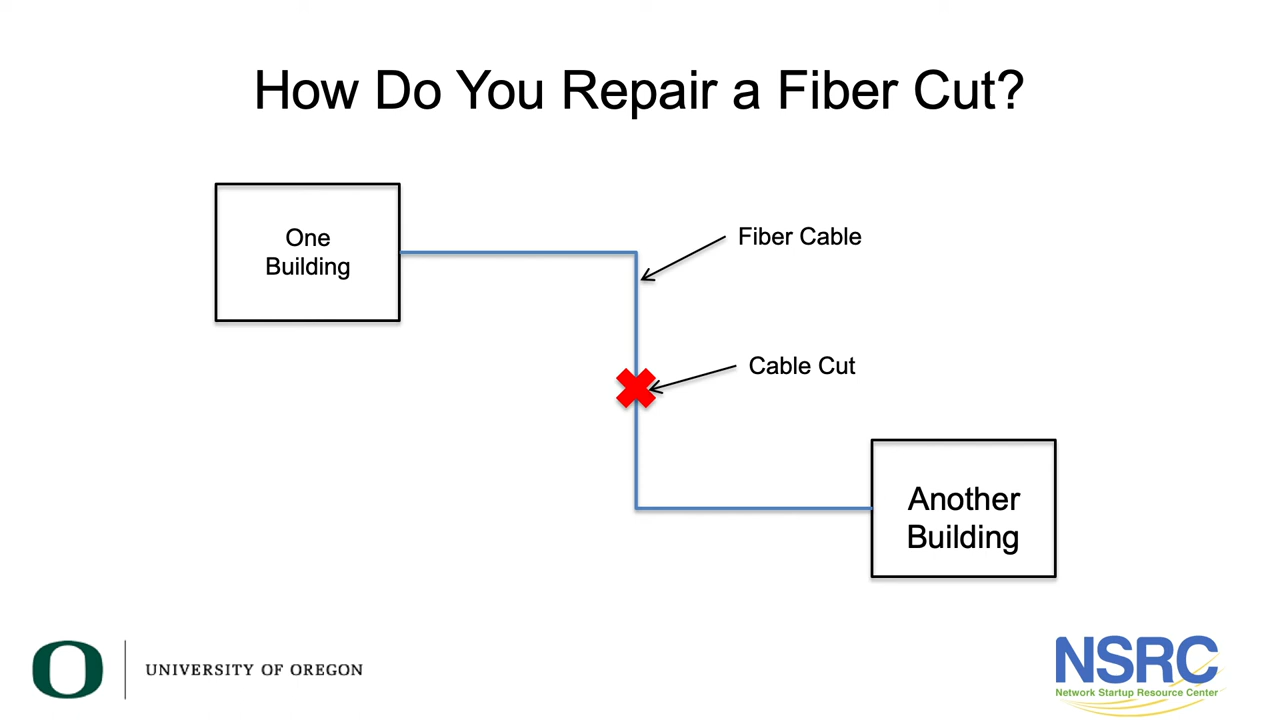 How Do You Repair a Fiber Cut?
One
Building
Fiber Cable
Cable Cut
Another
Building
O
UNIVERSITY OF OREGON
NSRC
Network Startup Resource Center